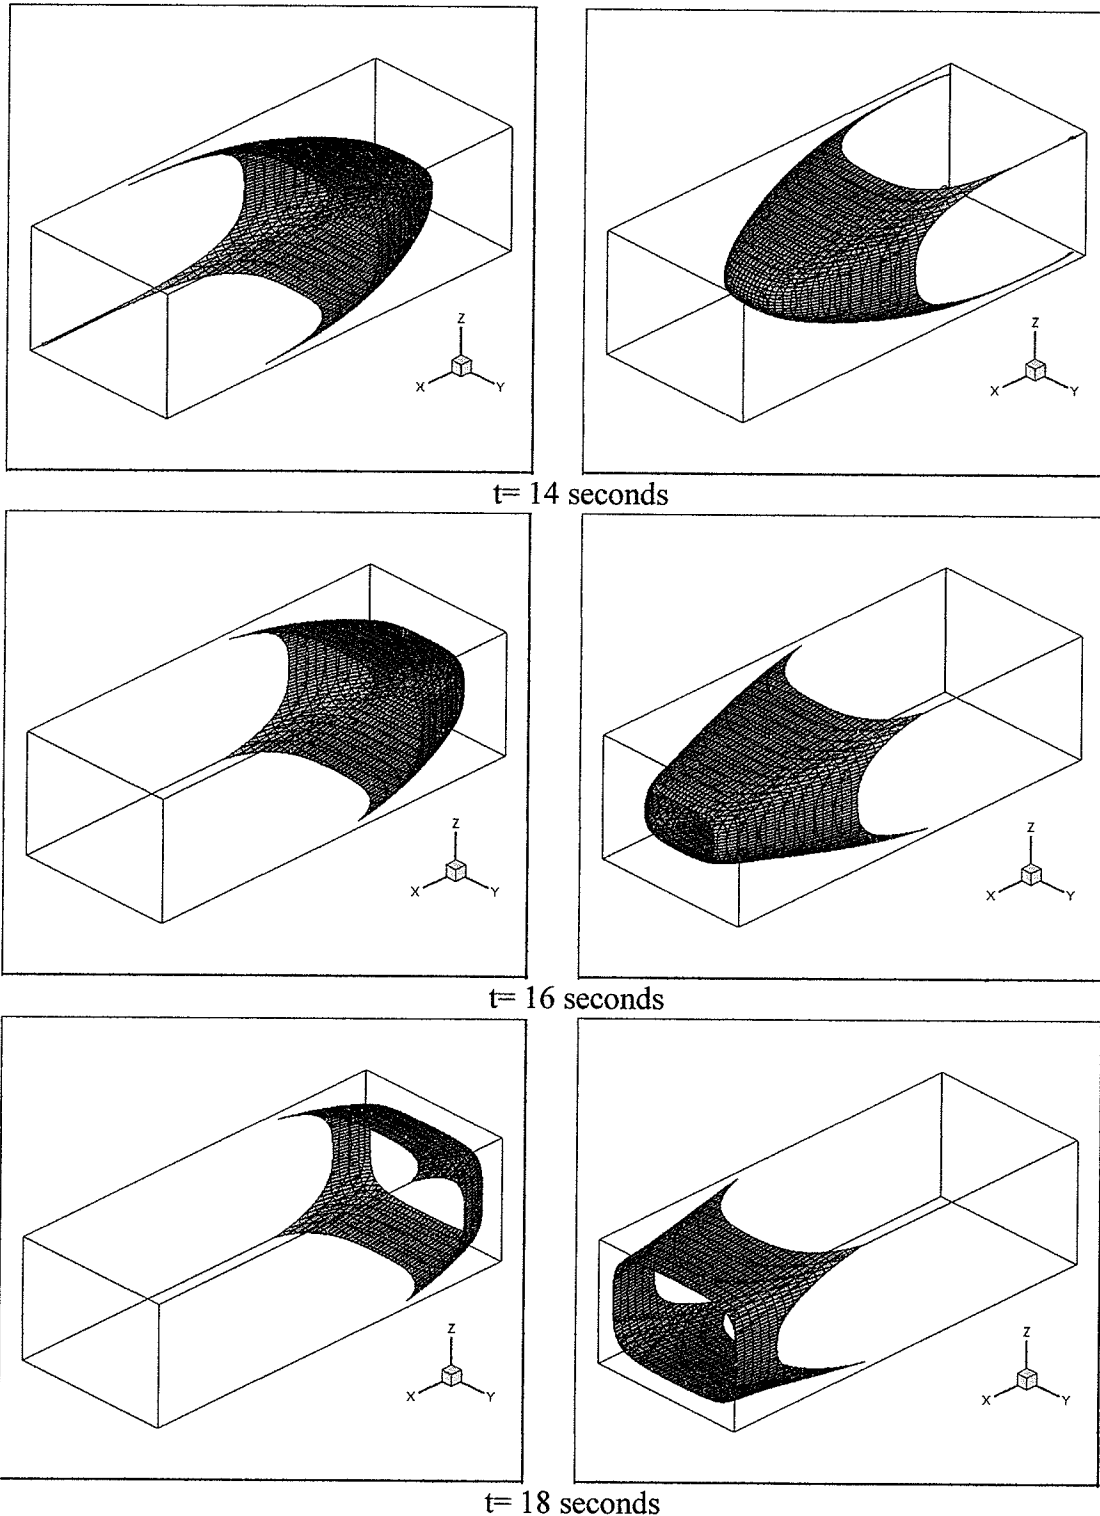 Z
X Y
Z
X Y
t= 14 seconds
Z
X Y
Z
X Y
t= 16 seconds
Z
X Y
Z
X Y
t= 18 seconds